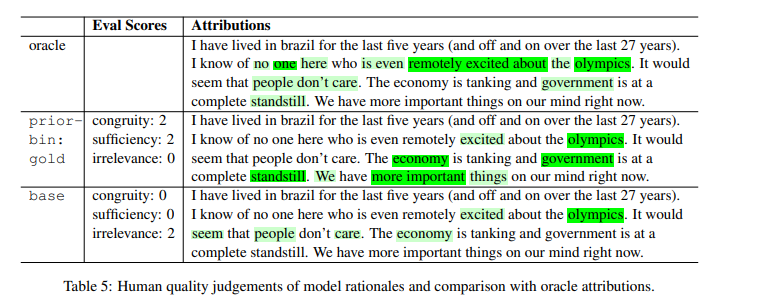 Eval Scores Attributions
oracle I have lived in brazil for the last five years (and off and on over the last 27 years).
I know of no one here who is even remotely excited about the olympics. It would
seem that people don't care. The economy is tanking and government is at a
complete standstill. We have more important things on our mind right now.
prior- congruity: 2 I have lived in brazil for the last five years (and off and on over the last 27 years).
bin: sufficiency: 2 I know of no one here who is even remotely excited about the olympics. It would
gold irrelevance: 0 seem that people don't care. The economy is tanking and government is at a
complete standstill. We have more important things on our mind right now.
base congruity: 0 I have lived in brazil for the last five years (and off and on over the last 27 years).
sufficiency: 0 I know of no one here who is even remotely excited about the olympics. It would
irrelevance: 2 seem that people don't care. The economy is tanking and government is at a
complete standstill. We have more important things on our mind right now.
Table 5: Human quality judgements of model rationales and comparison with oracle attributions.